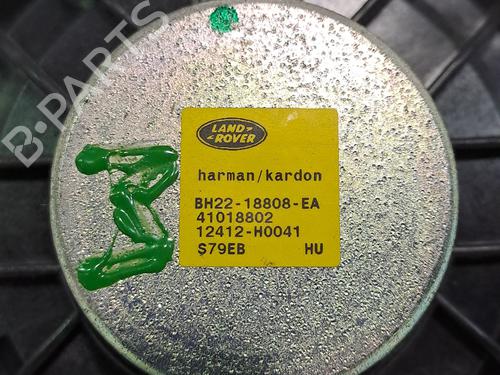 LAND
ROVER
harman/kardon
BH22-18808-EA
41018802
12412-H0041
S79EB HU
B-PARTS